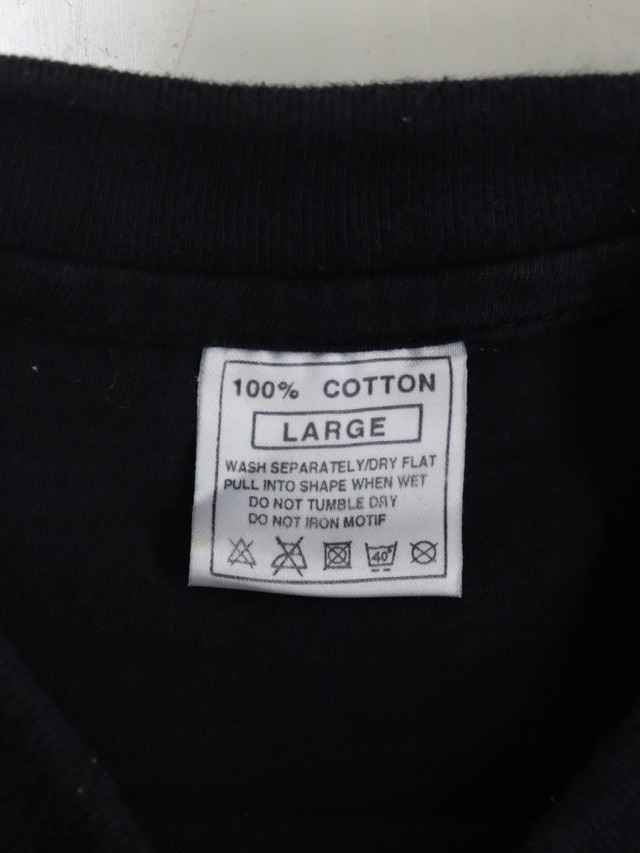 100% COTTON
LARGE
WASH SEPARATELY/DRY FLAT
PULL INTO SHAPE WHEN WET
DO NOT TUMBLE DRY
DO NOT IRON MOTIF
40°